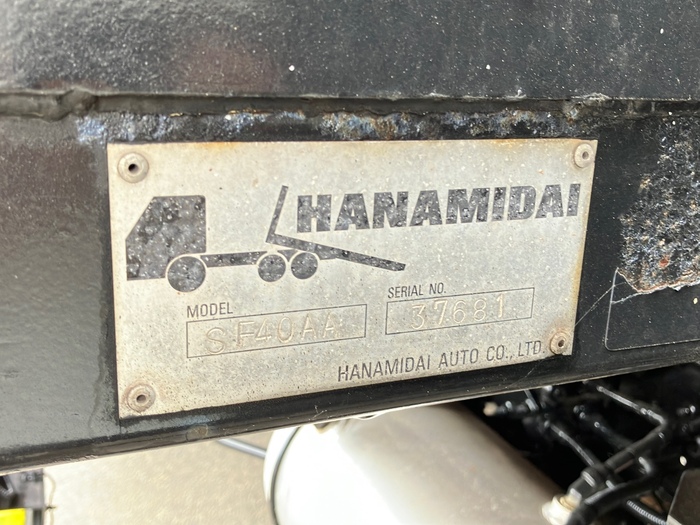 HANAMIDAI
MODEL
SF40AA
SERIAL NO.
37681
HANAMIDAI AUTO CO., LTD.